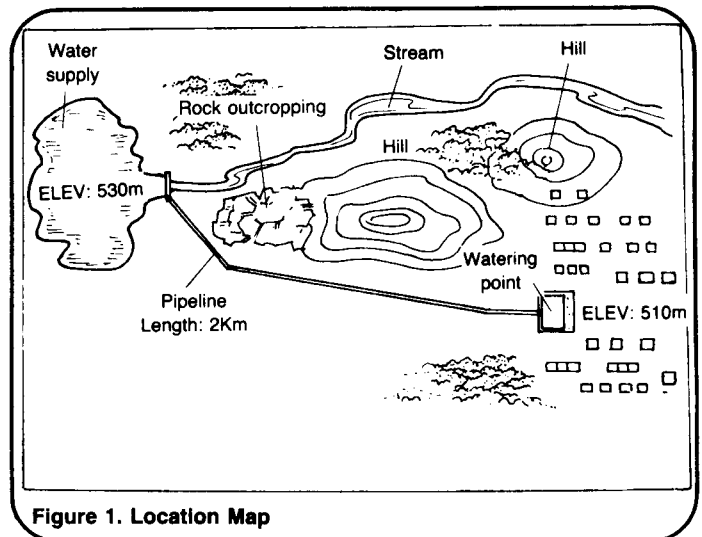 Water
supply
Stream
Hill
Rock outcropping
Hill
ELEV: 530m
Watering
point
Pipeline
Length: 2Km
ELEV: 510m
Figure 1. Location Map